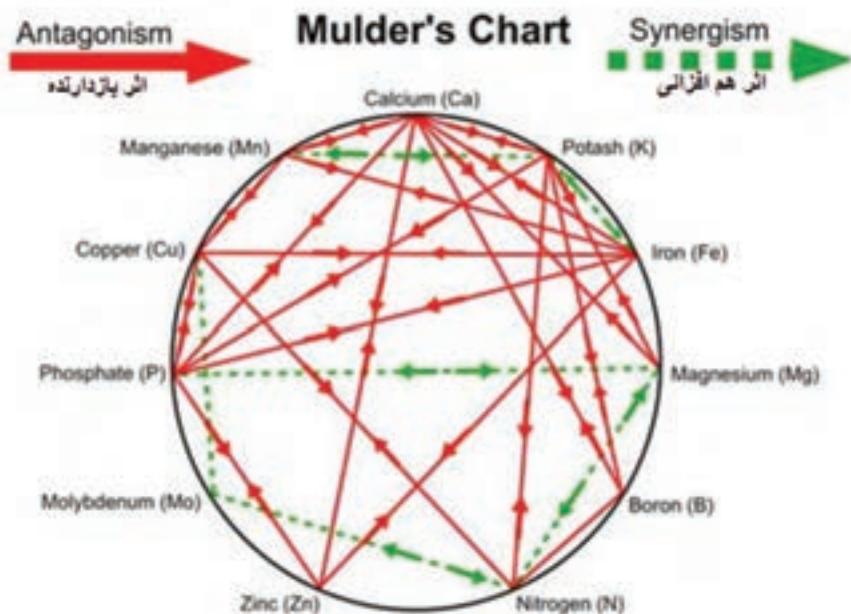 Antagonism
اثر بازدارنده
Mulder's Chart
Synergism
اثر هم افزائی
Calcium (Ca)
Manganese (Mn)
Potash (K)
Copper (Cu)
Iron (Fe)
Phosphate (P)
Magnesium (Mg)
Molybdenum (Mo)
Boron (B)
Zinc (Zn)
Nitrogen (N)